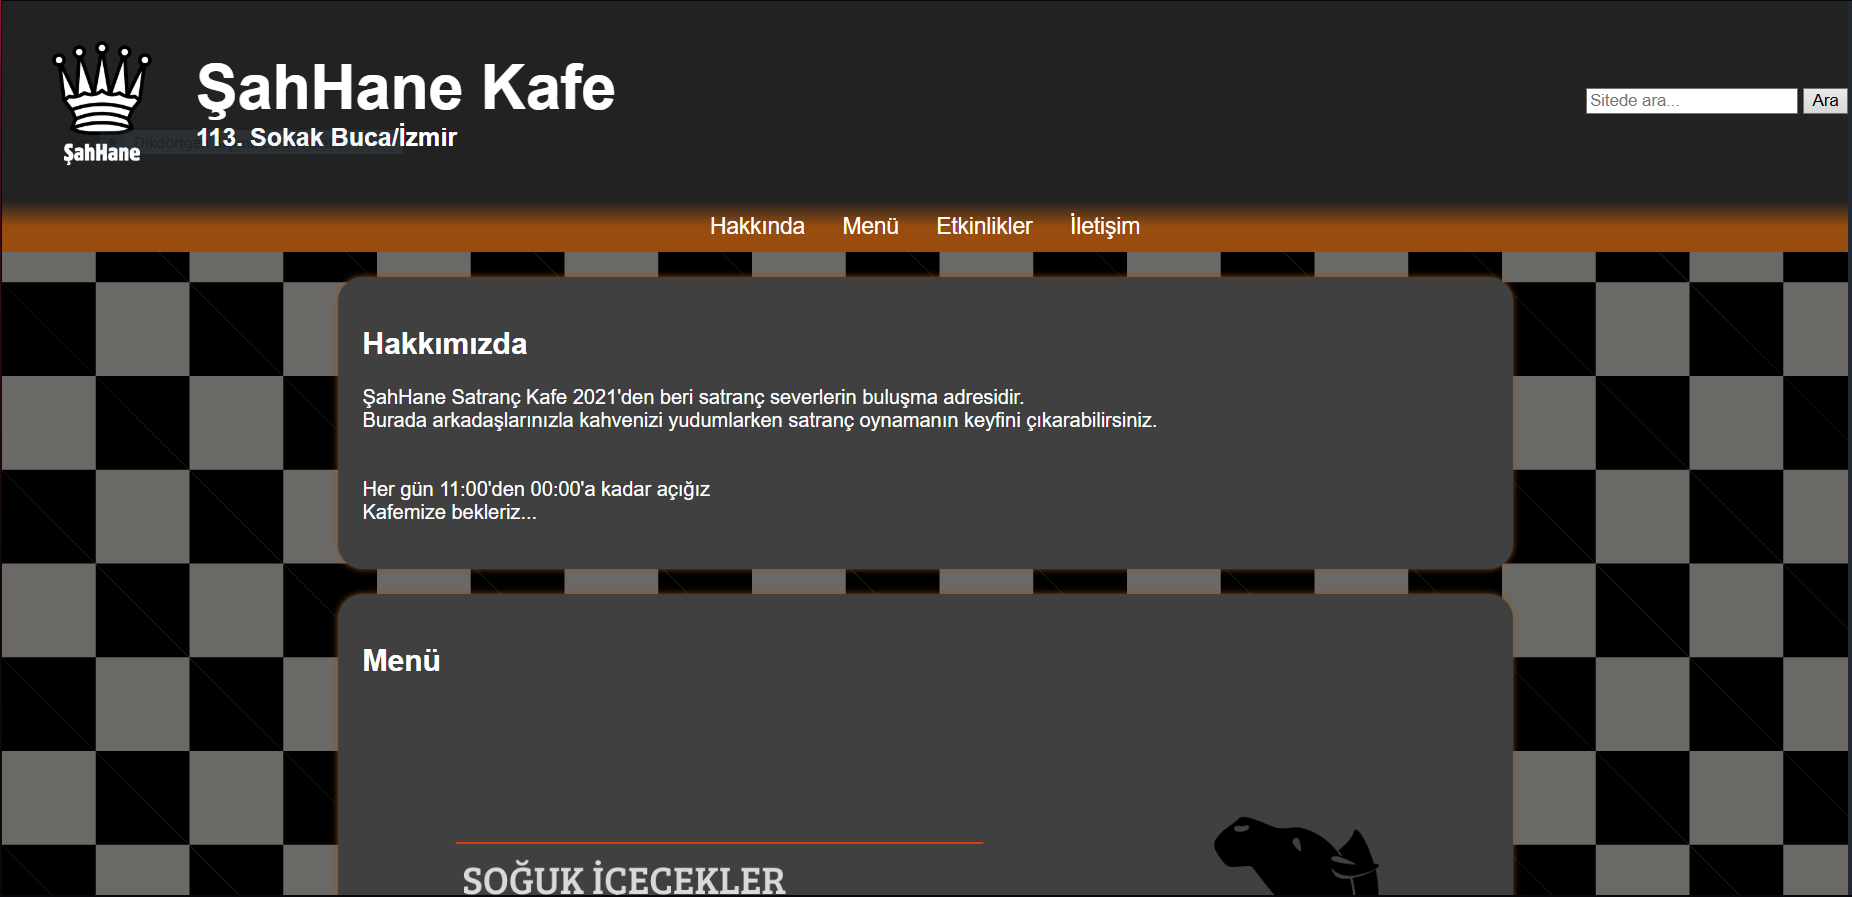 ŞahHane
ŞahHane Kafe
113. Sokak Buca/İzmir
Sitede ara...
Ara
Hakkında
Menü
Etkinlikler
İletişim
Hakkımızda
ŞahHane Satranç Kafe 2021'den beri satranç severlerin buluşma adresidir.
Burada arkadaşlarınızla kahvenizi yudumlarken satranç oynamanın keyfini çıkarabilirsiniz.
Her gün 11:00'den 00:00'a kadar açığız
Kafemize bekleriz...
Menü
SOĞUK İÇECEKLER